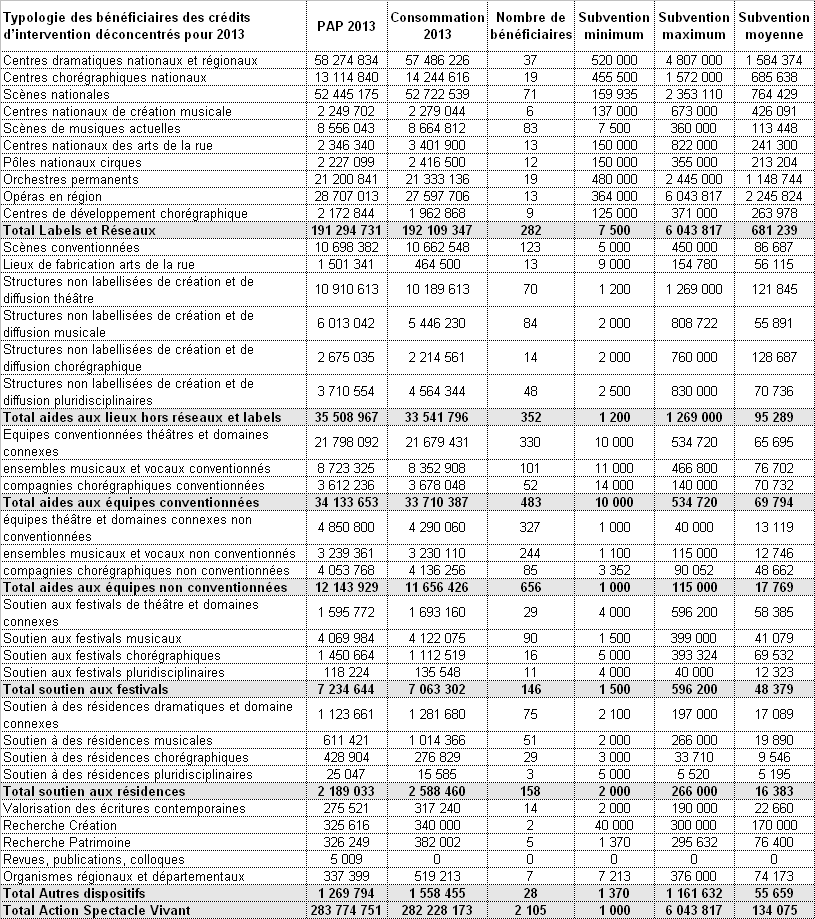 Typologie des bénéficiaires des crédits d'intervention déconcentrés pour 2013 PAP 2013 Consommation 2013 Nombre de bénéficiaires Subvention minimum Subvention maximum Subvention moyenne
Centres dramatiques nationaux et régionaux 58 274 834 57 486 226 37 520 000 4 807 000 1 584 374
Centres chorégraphiques nationaux 13 114 840 14 244 616 19 455 500 1 572 000 685 638
Scènes nationales 52 445 175 52 722 539 71 159 935 2 353 110 764 429
Centres nationaux de création musicale 2 249 702 2 279 044 6 137 000 673 000 426 091
Scènes de musiques actuelles 8 556 043 8 664 812 83 7 500 360 000 113 448
Centres nationaux des arts de la rue 2 346 340 3 401 900 13 150 000 822 000 241 300
Pôles nationaux cirques 2 227 099 2 416 500 12 150 000 355 000 213 204
Orchestres permanents 21 200 841 21 333 136 19 480 000 2 445 000 1 148 744
Opéras en région 28 707 013 27 597 706 13 364 000 6 043 817 2 245 824
Centres de développement chorégraphique 2 172 844 1 962 868 9 125 000 371 000 263 978
Total Labels et Réseaux 191 294 731 192 109 347 282 7 500 6 043 817 681 239
Scènes conventionnées 10 698 382 10 662 548 123 5 000 450 000 86 687
Lieux de fabrication arts de la rue 1 501 341 464 500 13 9 000 154 780 56 115
Structures non labellisées de création et de diffusion théâtre 10 910 613 10 189 613 70 1 200 1 269 000 121 845
Structures non labellisées de création et de diffusion musicale 6 013 042 5 446 230 84 2 000 808 722 55 891
Structures non labellisées de création et de diffusion chorégraphique 2 675 035 2 214 561 14 2 000 760 000 128 687
Structures non labellisées de création et de diffusion pluridisciplinaires 3 710 554 4 564 344 48 2 500 830 000 70 736
Total aides aux lieux hors réseaux et labels 35 508 967 33 541 796 352 1 200 1 269 000 95 289
Equipes conventionnées théâtres et domaines connexes 21 798 092 21 679 431 330 10 000 534 720 65 695
ensembles musicaux et vocaux conventionnés 8 723 325 8 352 908 101 11 000 466 800 76 702
compagnies chorégraphiques conventionnées 3 612 236 3 678 048 52 14 000 140 000 70 732
Total aides aux équipes conventionnées 34 133 653 33 710 387 483 10 000 534 720 69 794
équipes théâtre et domaines connexes non conventionnées 4 850 800 4 290 060 327 1 000 40 000 13 119
ensembles musicaux et vocaux non conventionnés 3 239 361 3 230 110 244 1 100 115 000 12 746
compagnies chorégraphiques non conventionnées 4 053 768 4 136 256 85 3 352 90 052 48 662
Total aides aux équipes non conventionnées 12 143 929 11 656 426 656 1 000 115 000 17 769
Soutien aux festivals de théâtre et domaines connexes 1 595 772 1 693 160 29 4 000 596 200 58 385
Soutien aux festivals musicaux 4 069 984 4 122 075 90 1 500 399 000 41 079
Soutien aux festivals chorégraphiques 1 450 664 1 112 519 16 5 000 393 324 69 532
Soutien aux festivals pluridisciplinaires 118 224 135 548 11 4 000 40 000 12 323
Total soutien aux festivals 7 234 644 7 063 302 146 1 500 596 200 48 379
Soutien à des résidences dramatiques et domaine connexes 1 123 661 1 281 680 75 2 100 197 000 17 089
Soutien à des résidences musicales 611 421 1 014 366 51 2 000 266 000 19 890
Soutien à des résidences chorégraphiques 428 904 276 829 29 3 000 33 710 9 546
Soutien à des résidences pluridisciplinaires 25 047 15 585 3 5 000 5 520 5 195
Total soutien aux résidences 2 189 033 2 588 460 158 2 000 266 000 16 383
Valorisation des écritures contemporaines 275 521 317 240 14 2 000 190 000 22 660
Recherche Création 325 616 340 000 2 40 000 300 000 170 000
Recherche Patrimoine 326 249 382 002 5 1 370 295 632 76 400
Revues, publications, colloques 5 009 0 0 0 0 0
Organismes régionaux et départementaux 337 399 519 213 7 7 213 376 000 74 173
Total Autres dispositifs 1 269 794 1 558 455 28 1 370 1 161 632 55 659
Total Action Spectacle Vivant 283 774 751 282 228 173 2 105 1 000 6 043 817 134 075